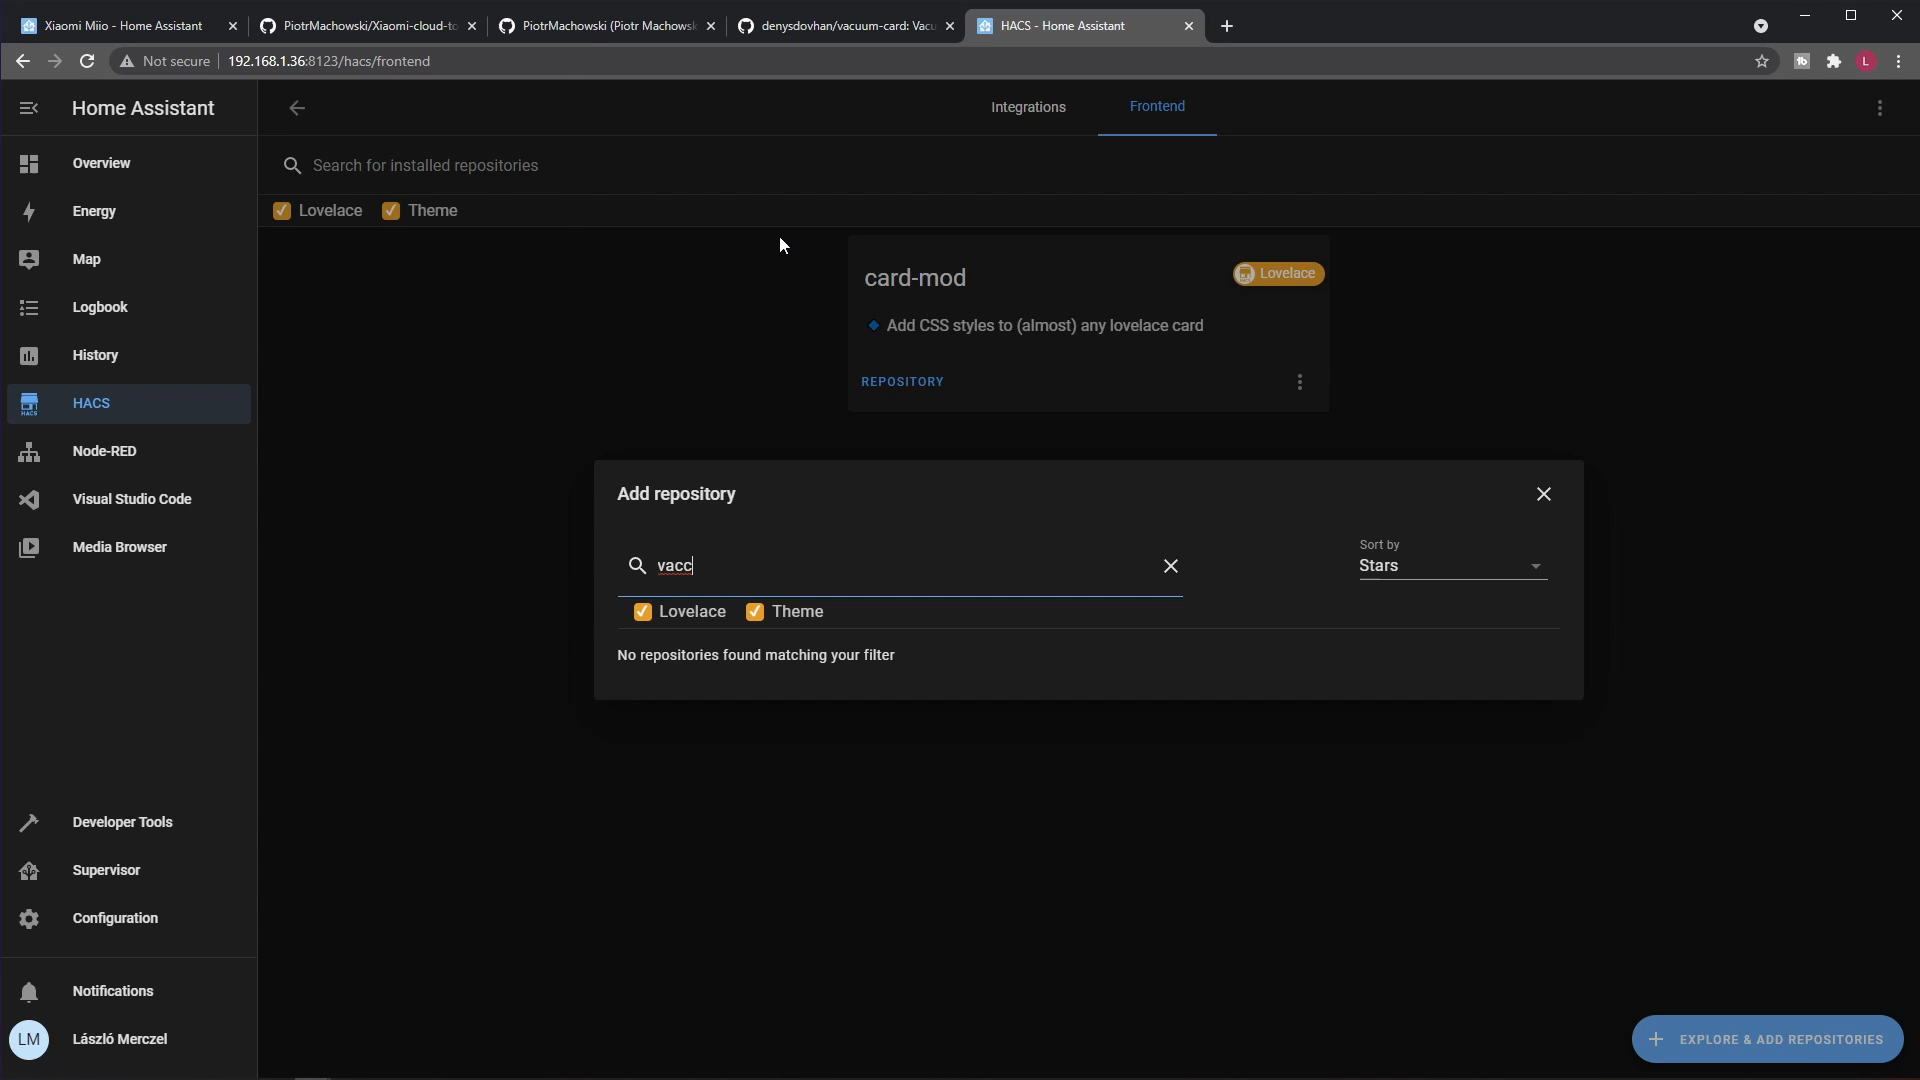 Xiaomi Miio - Home Assistant
PiotrMachowski/Xiaomi-cloud-to
PiotrMachowski (Piotr Machowsk
denysdovhan/vacuum-card: Vacu
HACS - Home Assistant
Not secure
192.168.1.36:8123/hacs/frontend
L
Home Assistant
Integrations
Frontend
Overview
Search for installed repositories
Energy
Lovelace
Theme
Map
card-mod
Lovelace
Logbook
Add CSS styles to (almost) any lovelace card
History
REPOSITORY
HACS
HACS
Node-RED
Visual Studio Code
Add repository
Media Browser
vacc
Sort by
Stars
Lovelace
Theme
No repositories found matching your filter
Developer Tools
Supervisor
Configuration
Notifications
LM
László Merczel
EXPLORE & ADD REPOSITORIES